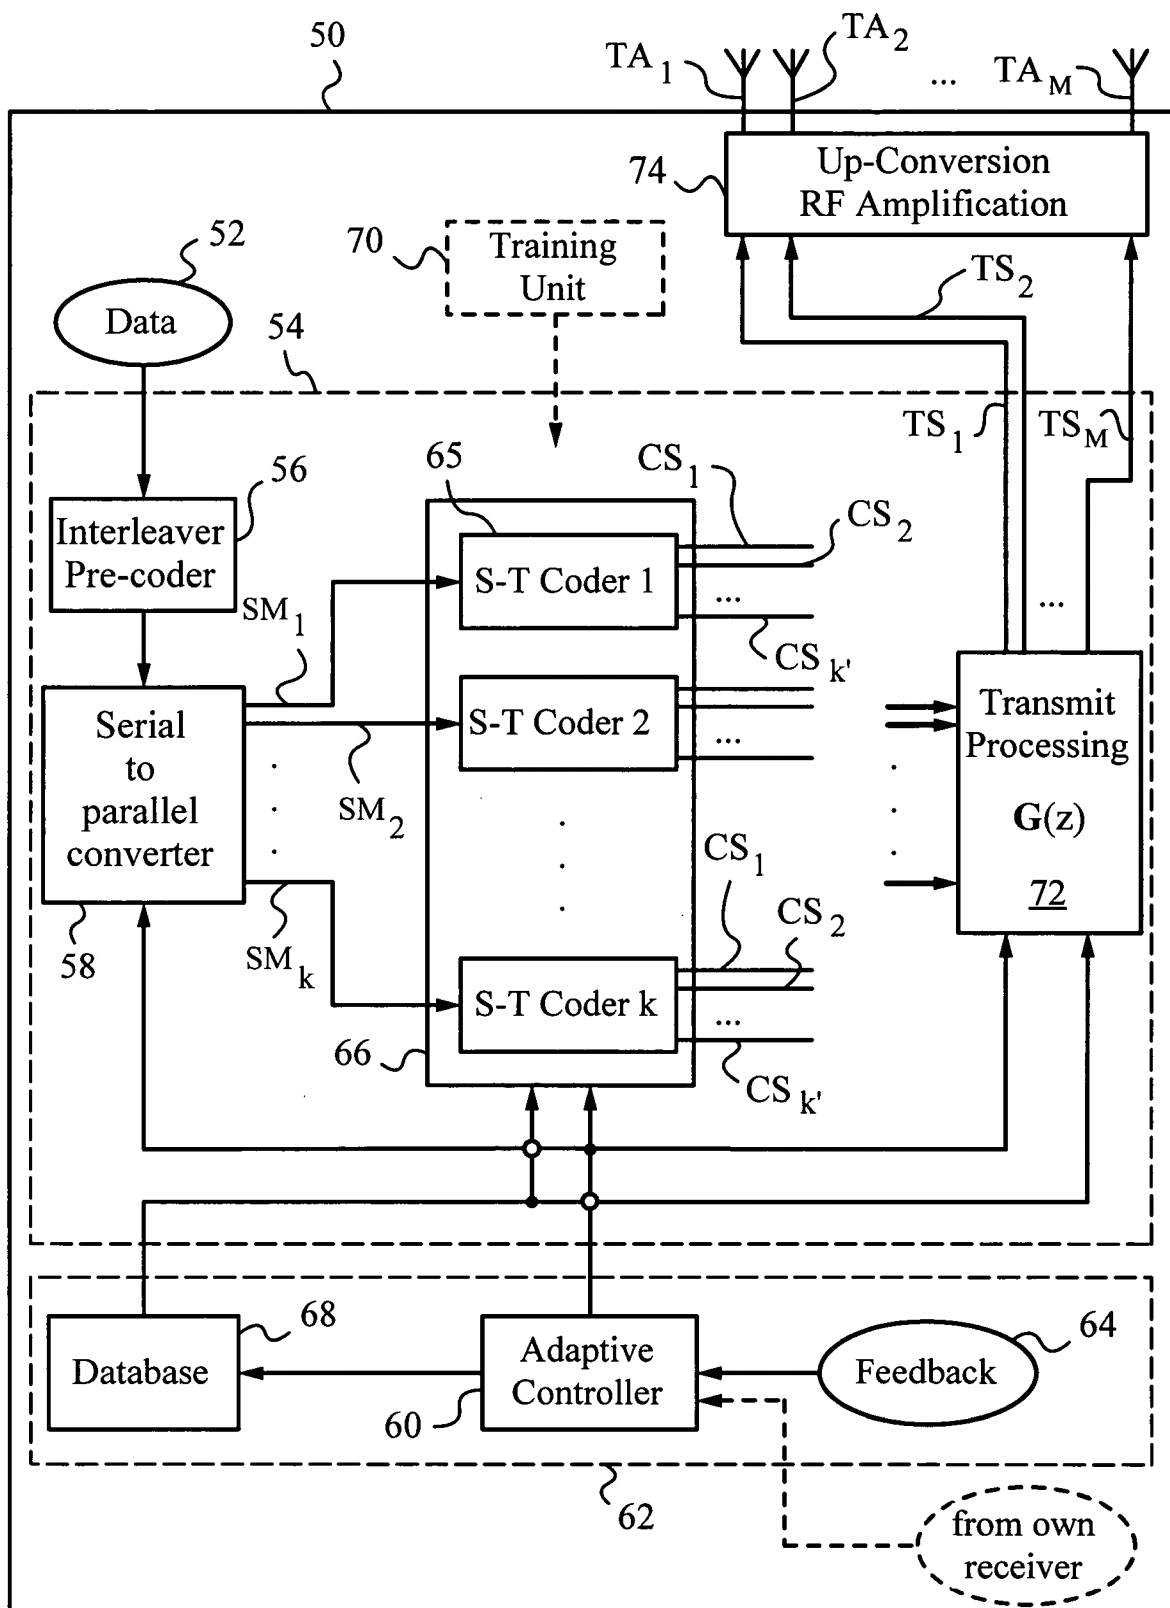 50
TA1
TA2
...
TAM
74
Up-Conversion
RF Amplification
52
70
Training
Unit
TS2
Data
54
TS1
TSM
56
65
CS1
CS2
Interleaver
Pre-coder
S-T Coder 1
...
...
SM1
CSk'
Serial
to
parallel
converter
S-T Coder 2
...
Transmit
Processing
G(z)
72
SM2
CS1
CS2
58
SMk
S-T Coder k
...
66
CSk'
68
Database
Adaptive
Controller
60
Feedback
64
62
from own
receiver